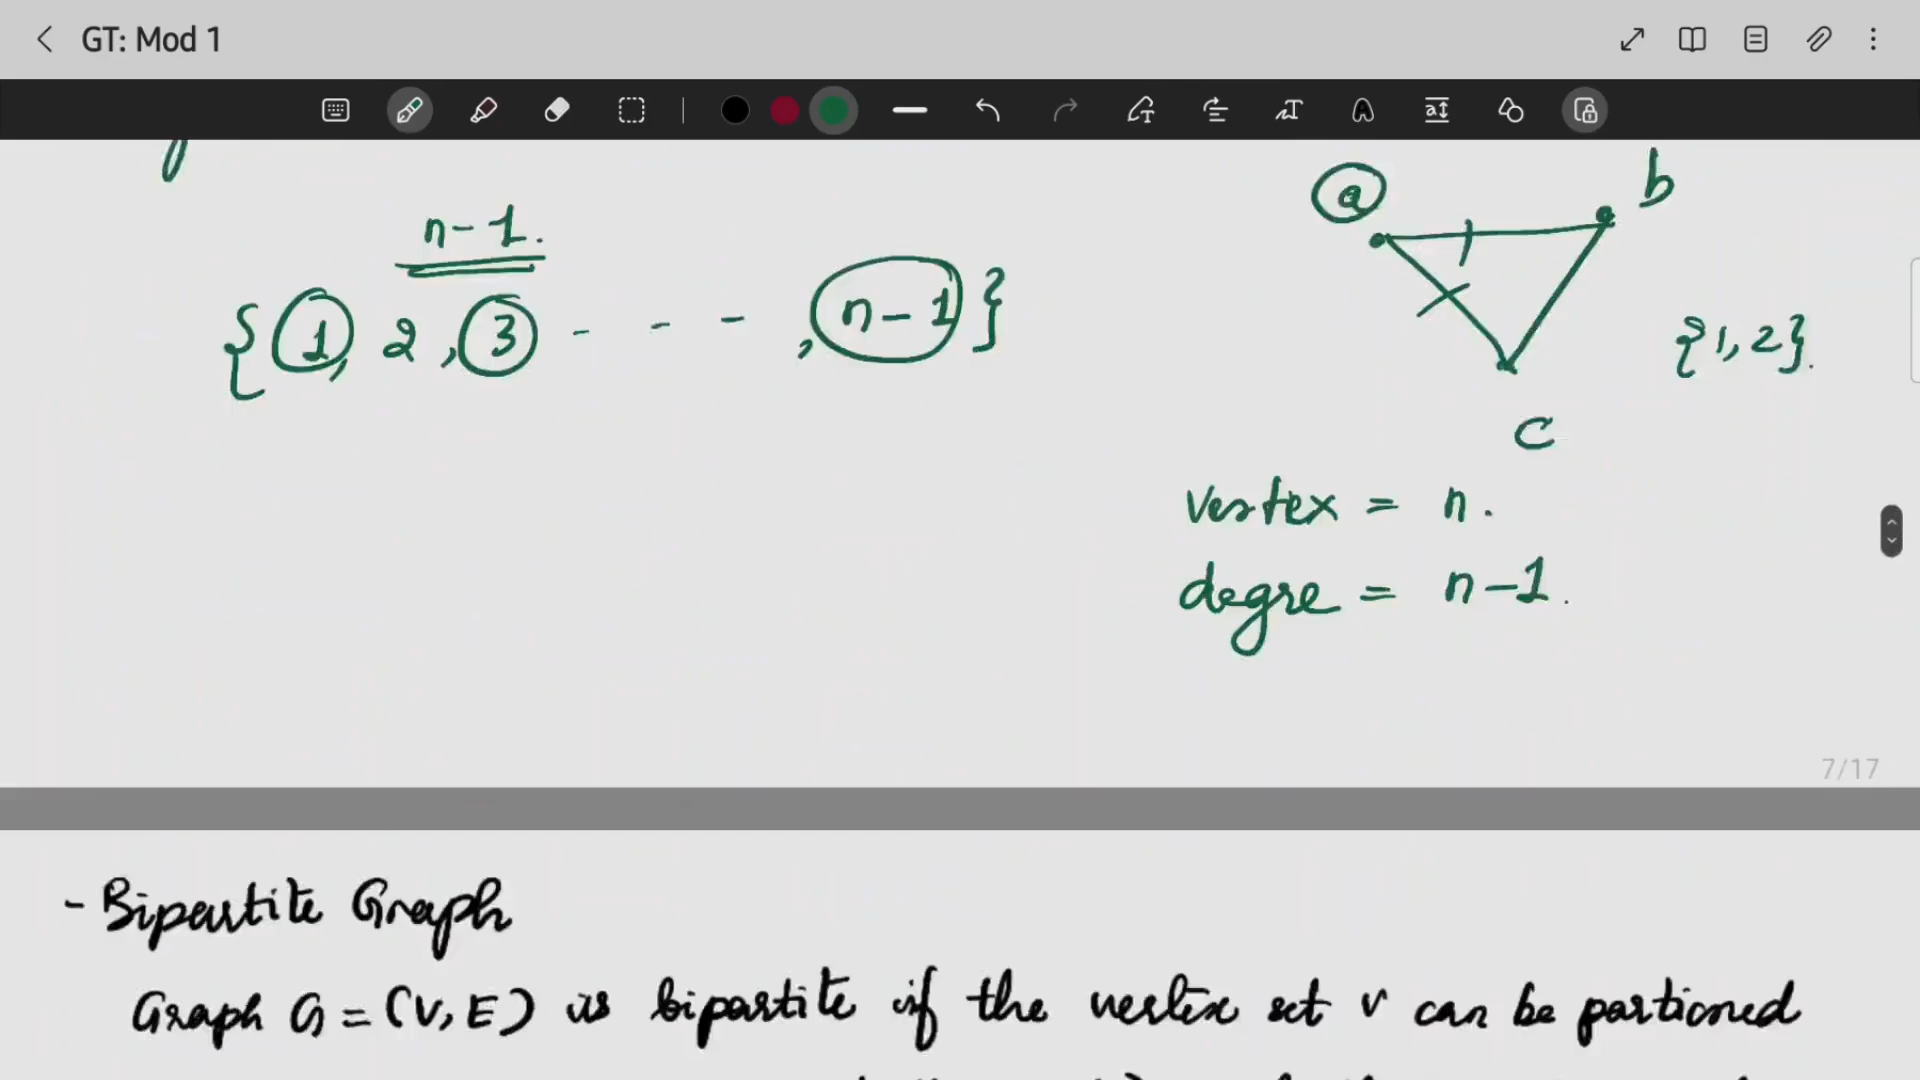 GT: Mod 1
n-1.
{1, 2, 3 - - - , n-1}
a
b
{1, 2}.
c
vertex = n.
degre = n-1.
7/17
- Bipartite Graph
Graph G = (V, E) is bipartite if the vertex set v can be partioned